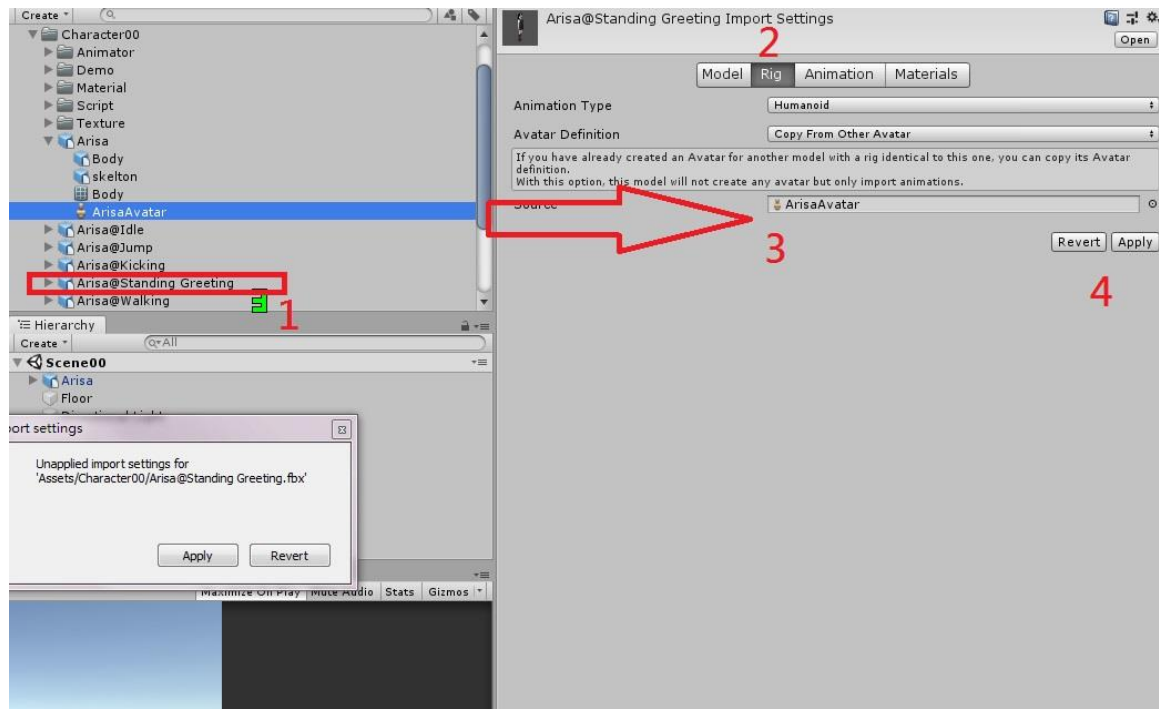 Create
Character00
Animator
Demo
Material
Script
Texture
Arisa
Body
skelton
Body
ArisaAvatar
Arisa@Idle
Arisa@Jump
Arisa@Kicking
Arisa@Standing Greeting
1
Arisa@Walking
Hierarchy
Create
All
Scene00
Arisa
Floor
ort settings
Unapplied import settings for
'Assets/Character00/Arisa@Standing Greeting.fbx'
Apply Revert
Maximize On Play Mute Audio Stats Gizmos
Arisa@Standing Greeting Import Settings
Open
2
Model Rig Animation Materials
Animation Type Humanoid
Avatar Definition Copy From Other Avatar
If you have already created an Avatar for another model with a rig identical to this one, you can copy its Avatar
definition.
With this option, this model will not create any avatar but only import animations.
Source ArisaAvatar
3
Revert Apply
4